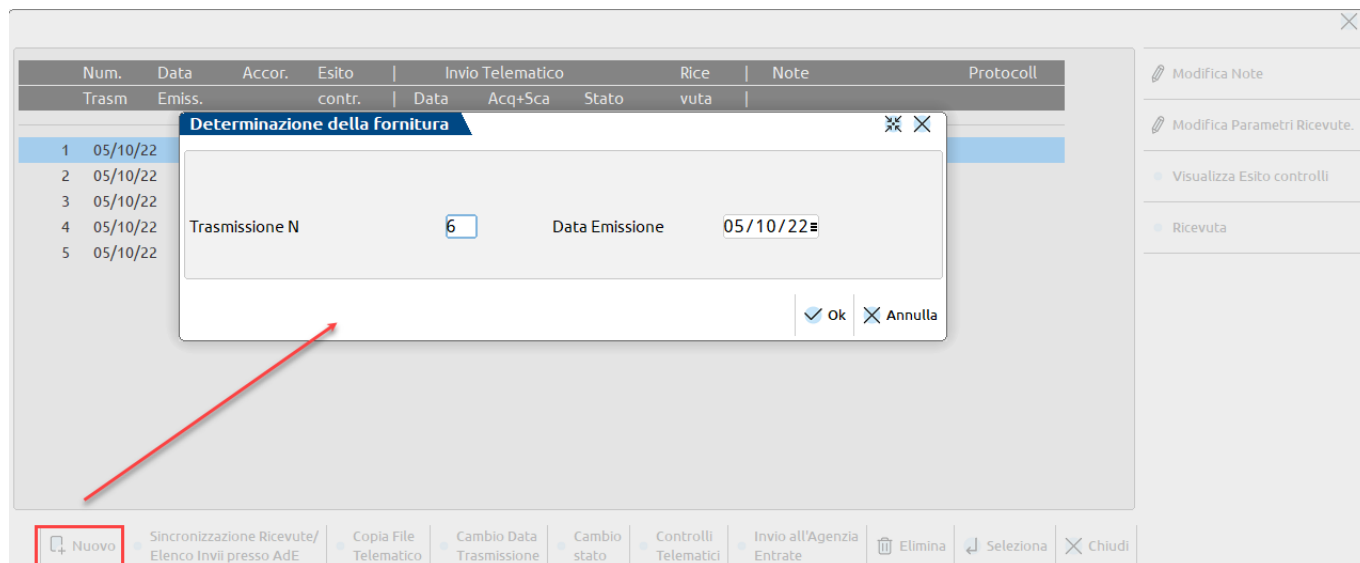 Num. Data Accor. Esito | Invio Telematico Rice | Note Protocoll
Trasm Emiss. contr. | Data Acq+Sca Stato vuta |
Determinazione della fornitura
1 05/10/22
2 05/10/22
3 05/10/22
4 05/10/22
5 05/10/22
Trasmissione N 6 Data Emissione 05/10/22
Ok Annulla
Modifica Note
Modifica Parametri Ricevute.
Visualizza Esito controlli
Ricevuta
Nuovo
Sincronizzazione Ricevute/
Elenco Invii presso AdE
Copia File
Telematico
Cambio Data
Trasmissione
Cambio
stato
Controlli
Telematici
Invio all'Agenzia
Entrate
Elimina
Seleziona
Chiudi